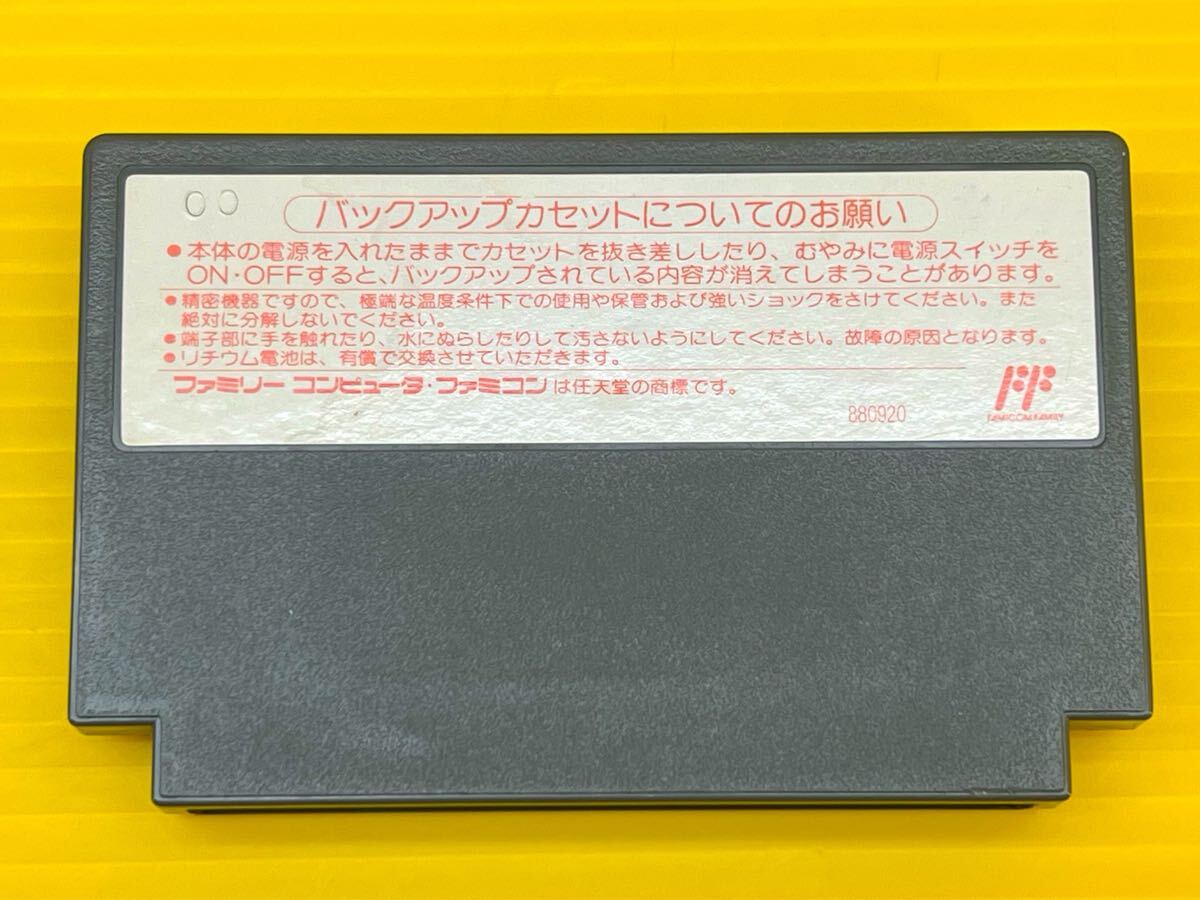 00
バックアップカセットについてのお願い
●本体の電源を入れたままでカセットを抜き差ししたり、むやみに電源スイッチを
ON・OFFすると、バックアップされている内容が消えてしまうことがあります。
●精密機器ですので、極端な温度条件下での使用や保管および強いショックをさけてください。また
絶対に分解しないでください。
●端子部に手を触れたり、水にぬらしたりして汚さないようにしてください。故障の原因となります。
●リチウム電池は、有償で交換させていただきます。
ファミリーコンピュータ・ファミコンは任天堂の商標です。
880920
FF
FAMICOM FAMILY